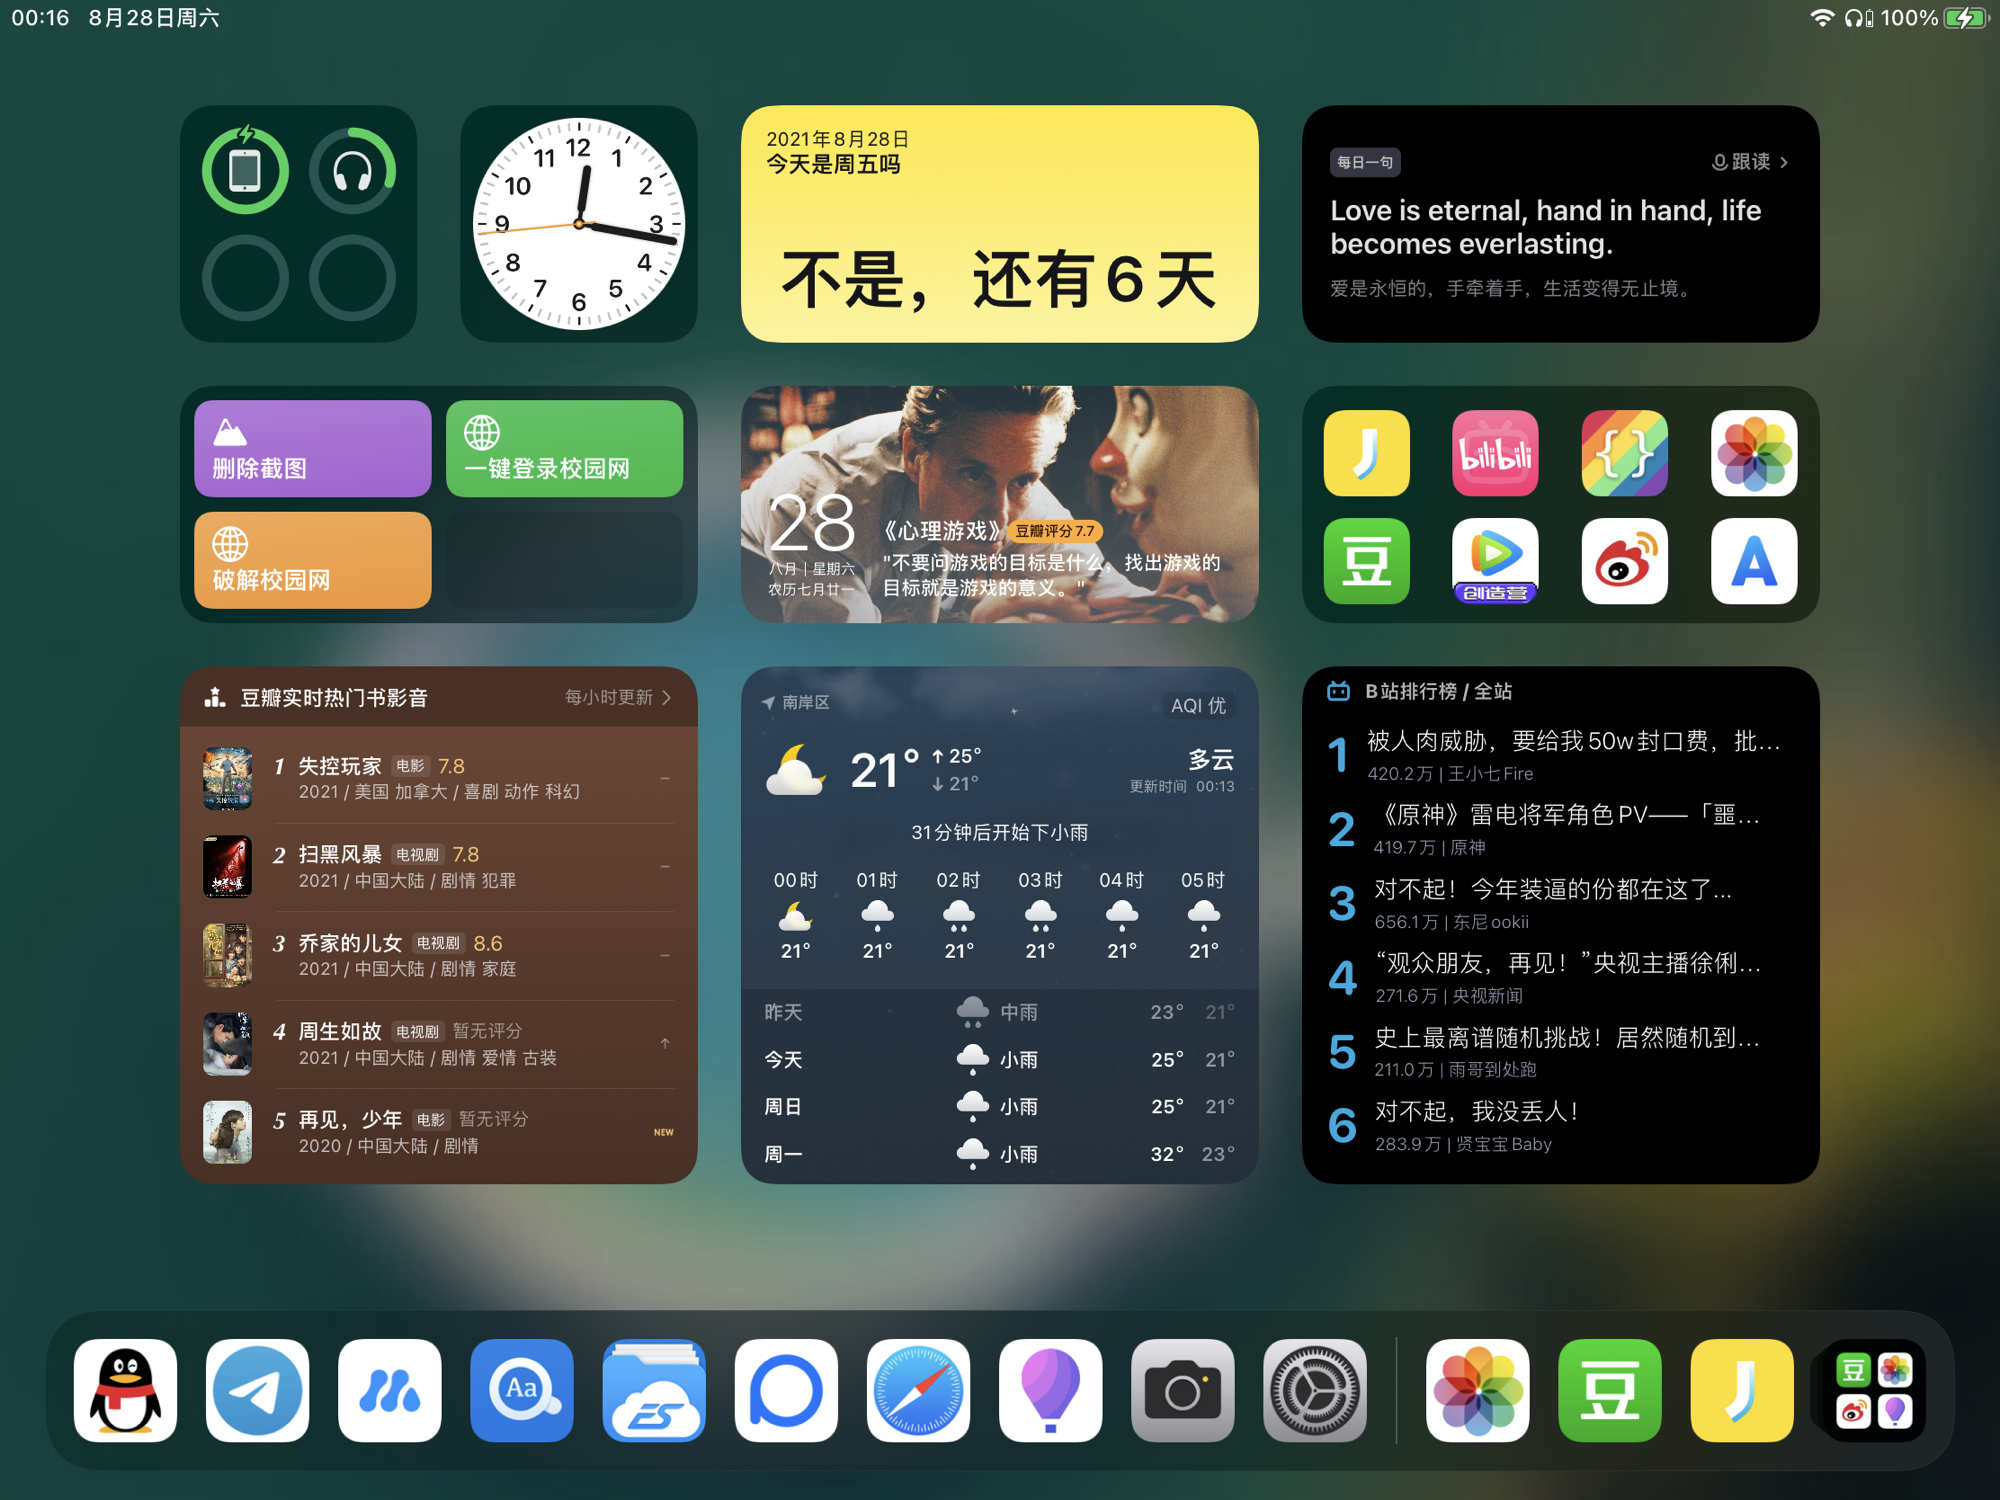 00:16 8月28日周六
100%
12
1
2
3
4
5
6
7
8
9
10
11
2021年8月28日
今天是周五吗
不是，还有6天
每日一句
跟读
Love is eternal, hand in hand, life
becomes everlasting.
爱是永恒的，手牵着手，生活变得无止境。
删除截图
一键登录校园网
破解校园网
28
八月 | 星期六
农历七月廿一
《心理游戏》 豆瓣评分 7.7
"不要问游戏的目标是什么，找出游戏的
目标就是游戏的意义。"
bilibili
{}
豆
创造营
豆瓣实时热门书影音
每小时更新
1 失控玩家 电影 7.8
2021 / 美国 加拿大 / 喜剧 动作 科幻
2 扫黑风暴 电视剧 7.8
2021 / 中国大陆 / 剧情 犯罪
3 乔家的儿女 电视剧 8.6
2021 / 中国大陆 / 剧情 家庭
4 周生如故 电视剧 暂无评分
2021 / 中国大陆 / 剧情 爱情 古装
5 再见，少年 电影 暂无评分
2020 / 中国大陆 / 剧情
NEW
南岸区
AQI 优
21° ↑ 25°
↓ 21°
多云
更新时间 00:13
31分钟后开始下小雨
00时 01时 02时 03时 04时 05时
21° 21° 21° 21° 21° 21°
昨天 中雨 23° 21°
今天 小雨 25° 21°
周日 小雨 25° 21°
周一 小雨 32° 23°
B站排行榜 / 全站
1 被人肉威胁，要给我50w封口费，批...
420.2万 | 王小七Fire
2 《原神》雷电将军角色PV——「噩...
419.7万 | 原神
3 对不起！今年装逼的份都在这了...
656.1万 | 东尼ookii
4 “观众朋友，再见！”央视主播徐俐...
271.6万 | 央视新闻
5 史上最离谱随机挑战！居然随机到...
211.0万 | 雨哥到处跑
6 对不起，我没丢人！
283.9万 | 贤宝宝Baby
Aa
ES
豆
豆